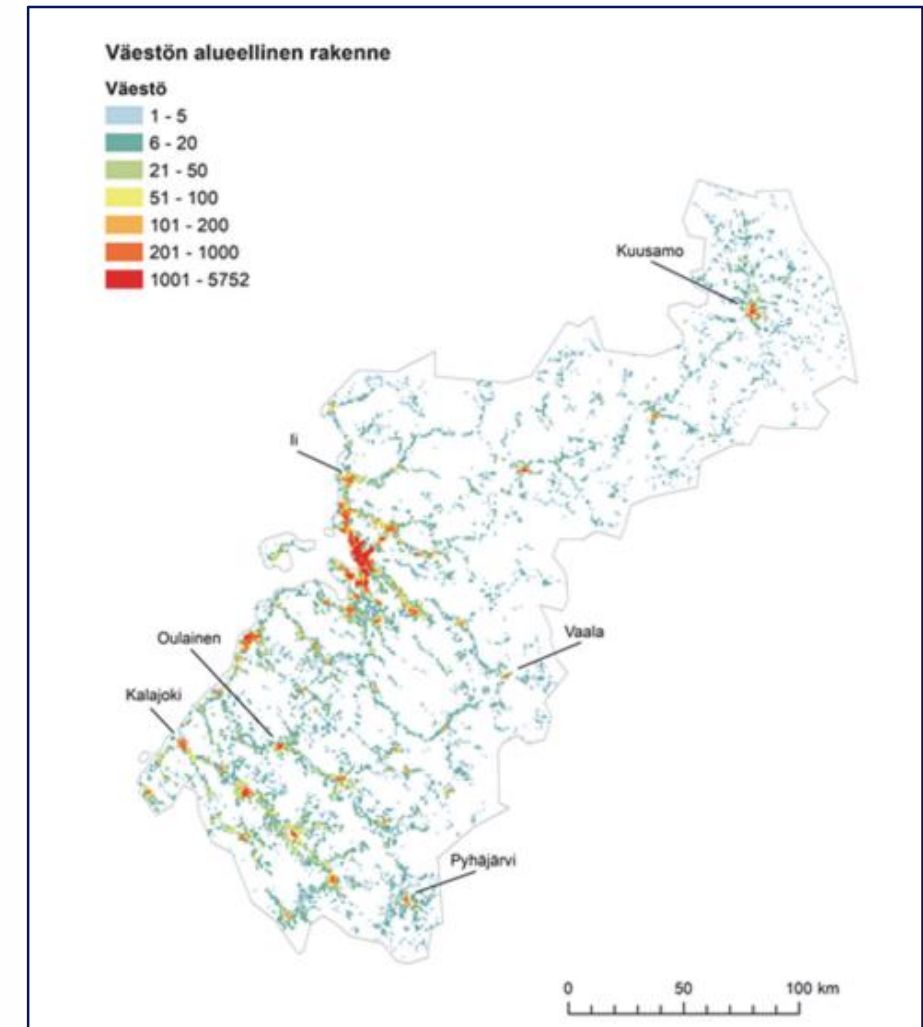 Väestön alueellinen rakenne
Väestö
1 - 5
6 - 20
21 - 50
51 - 100
101 - 200
201 - 1000
1001 - 5752
Kuusamo
Ii
Oulainen
Vaala
Kalajoki
Pyhäjärvi
0 50 100 km